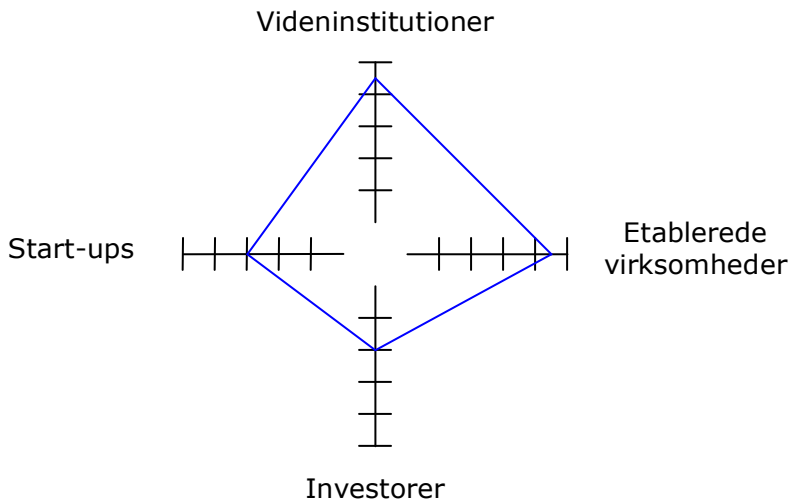 Videninstitutioner
Start-ups
Etablerede
virksomheder
Investorer